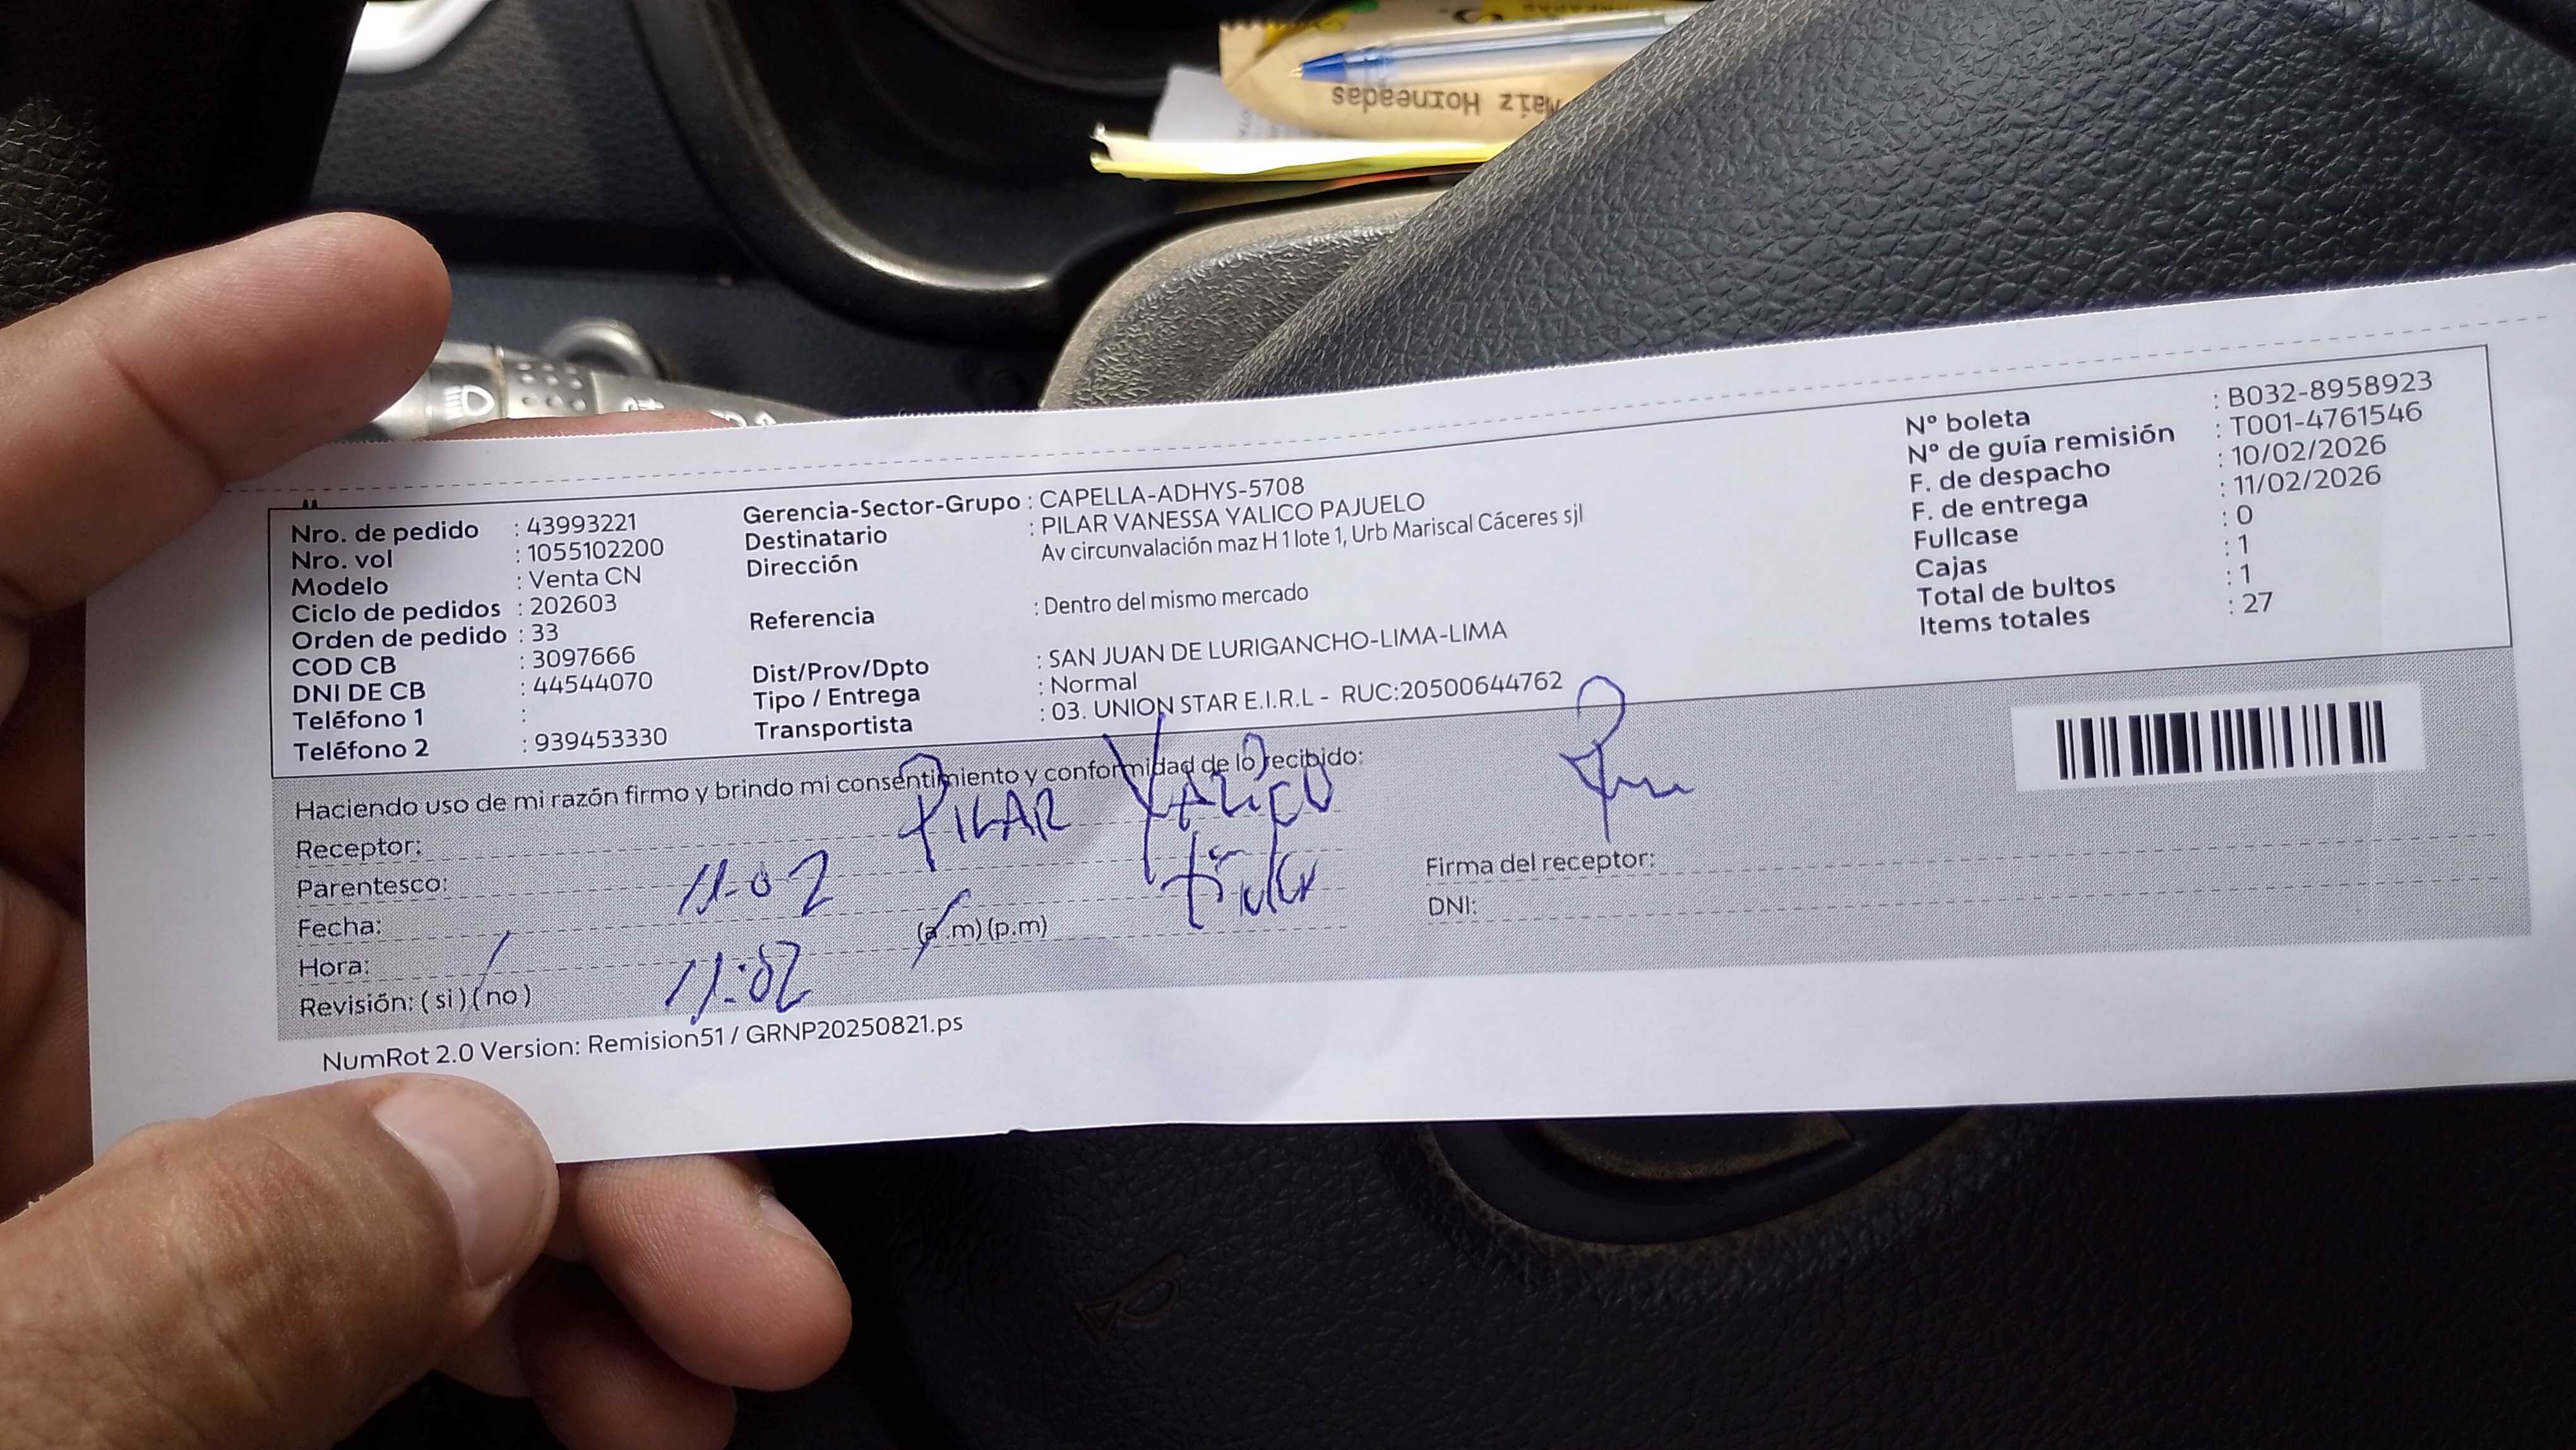 Maíz Horneadas
Nro. de pedido : 43993221
Nro. vol : 1055102200
Modelo : Venta CN
Ciclo de pedidos : 202603
Orden de pedido : 33
COD CB : 3097666
DNI DE CB : 44544070
Teléfono 1 :
Teléfono 2 : 939453330
Gerencia-Sector-Grupo : CAPELLA-ADHYS-5708
Destinatario : PILAR VANESSA YALICO PAJUELO
Dirección Av circunvalación maz H 1 lote 1, Urb Mariscal Cáceres sjl
Referencia : Dentro del mismo mercado
Dist/Prov/Dpto : SAN JUAN DE LURIGANCHO-LIMA-LIMA
Tipo / Entrega : Normal
Transportista : 03. UNION STAR E.I.R.L - RUC:20500644762
Nº boleta : B032-8958923
Nº de guía remisión : T001-4761546
F. de despacho : 10/02/2026
F. de entrega : 11/02/2026
Fullcase : 0
Cajas : 1
Total de bultos : 1
Items totales : 27
Haciendo uso de mi razón firmo y brindo mi consentimiento y conformidad de lo recibido:
Receptor: PILAR YALICO
Parentesco: titular
Fecha: 11-02
Hora: 11:02 (a.m) (p.m)
Revisión: ( si ) ( no )
Firma del receptor:
DNI:
NumRot 2.0 Version: Remision51 / GRNP20250821.ps